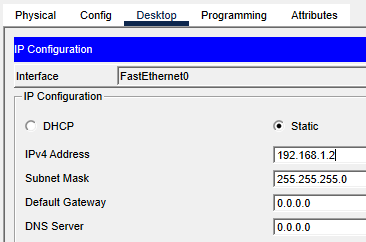 Physical Config Desktop Programming Attributes
IP Configuration
Interface FastEthernet0
IP Configuration
DHCP Static
IPv4 Address 192.168.1.2
Subnet Mask 255.255.255.0
Default Gateway 0.0.0.0
DNS Server 0.0.0.0